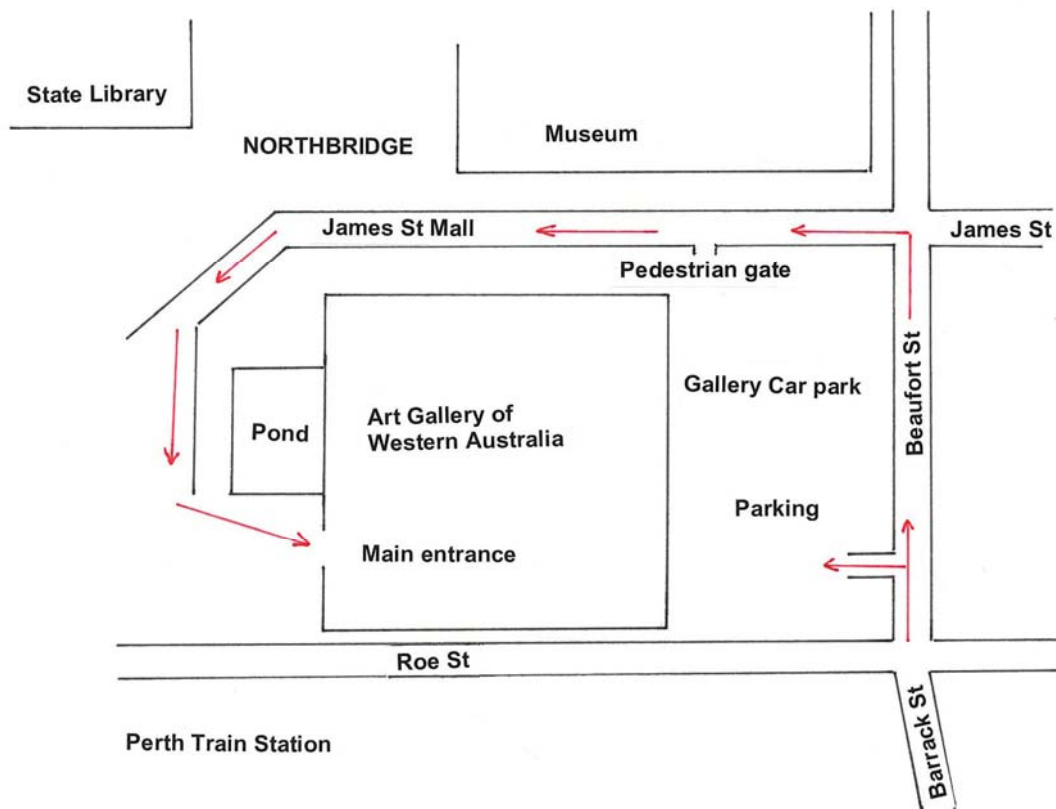 State Library
NORTHBRIDGE
Museum
James St Mall
James St
Pedestrian gate
Gallery Car park
Beaufort St
Art Gallery of
Western Australia
Pond
Parking
Main entrance
Roe St
Barrack St
Perth Train Station